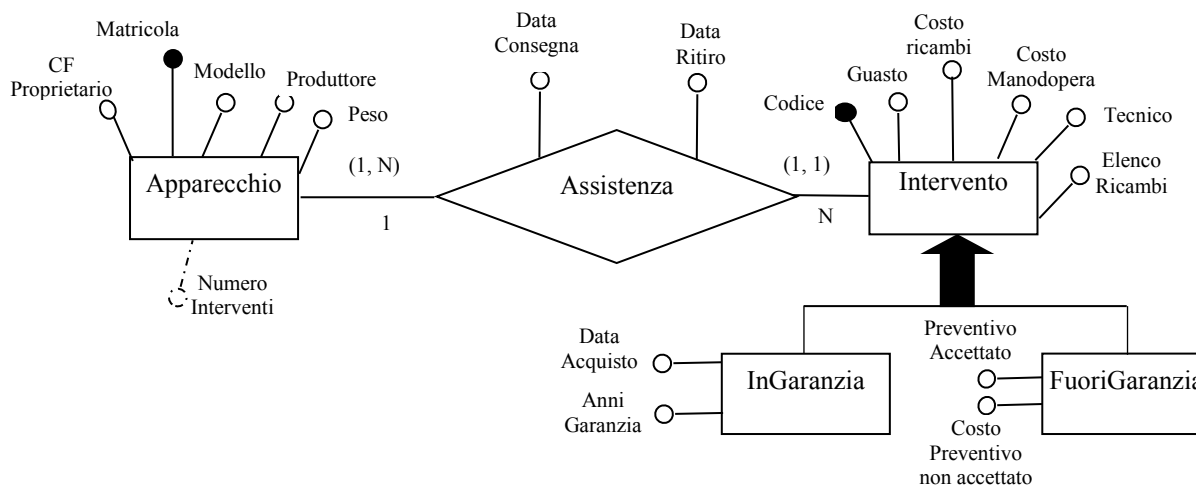 Matricola
CF
Proprietario
Modello
Produttore
Peso
Apparecchio
Numero
Interventi
(1, N)
1
Data
Consegna
Data
Ritiro
Assistenza
(1, 1)
N
Codice
Guasto
Costo
ricambi
Costo
Manodopera
Tecnico
Elenco
Ricambi
Intervento
Data
Acquisto
Anni
Garanzia
InGaranzia
Preventivo
Accettato
Costo
Preventivo
non accettato
FuoriGaranzia